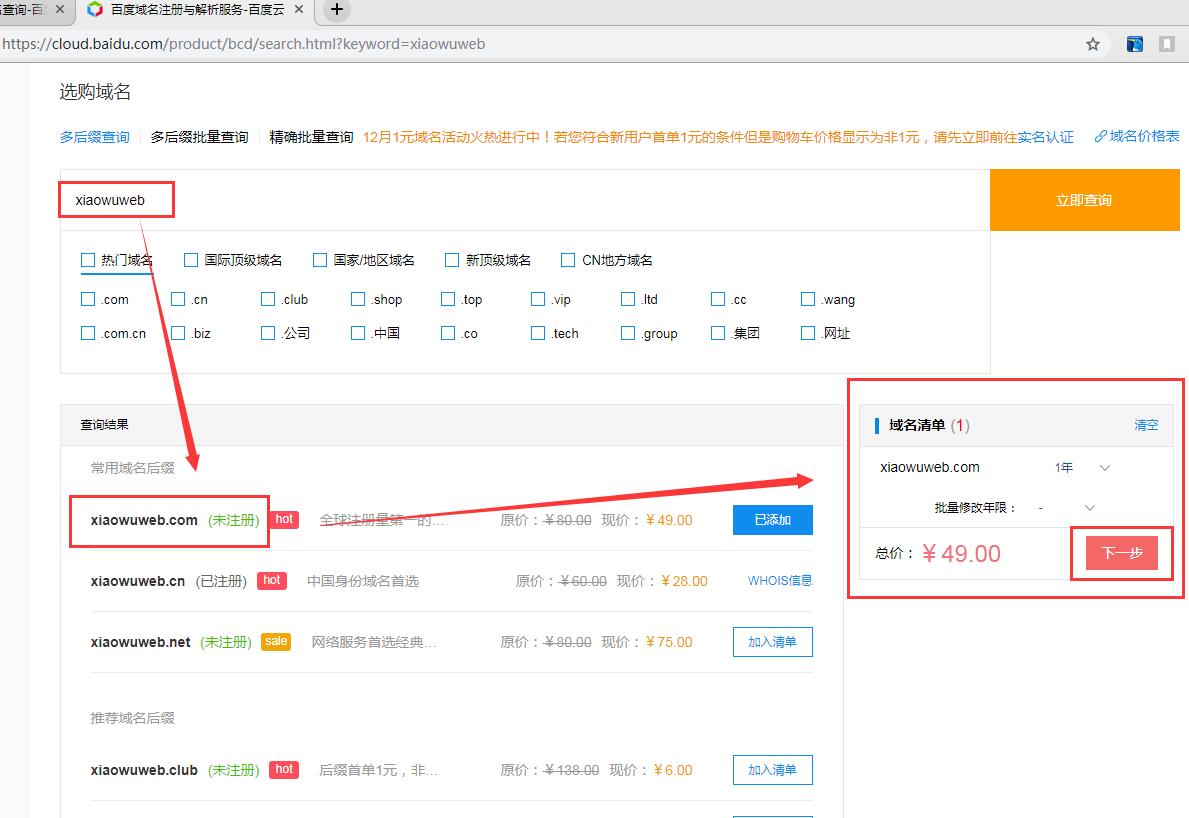 查询-百 × 百度域名注册与解析服务-百度云 × +
https://cloud.baidu.com/product/bcd/search.html?keyword=xiaowuweb
选购域名
多后缀查询 多后缀批量查询 精确批量查询 12月1元域名活动火热进行中！若您符合新用户首单1元的条件但是购物车价格显示为非1元，请先立即前往实名认证 域名价格表
xiaowuweb 立即查询
热门域名 国际顶级域名 国家/地区域名 新顶级域名 CN地方域名
.com .cn .club .shop .top .vip .ltd .cc .wang
.com.cn .biz .公司 .中国 .co .tech .group .集团 .网址
查询结果
常用域名后缀
xiaowuweb.com (未注册) hot 全球注册量第一的... 原价：￥80.00 现价：￥49.00 已添加
xiaowuweb.cn (已注册) hot 中国身份域名首选 原价：￥60.00 现价：￥28.00 WHOIS信息
xiaowuweb.net (未注册) sale 网络服务首选经典... 原价：￥80.00 现价：￥75.00 加入清单
推荐域名后缀
xiaowuweb.club (未注册) hot 后缀首单1元，非... 原价：￥138.00 现价：￥6.00 加入清单
域名清单 (1) 清空
xiaowuweb.com 1年
批量修改年限： -
总价：￥49.00 下一步